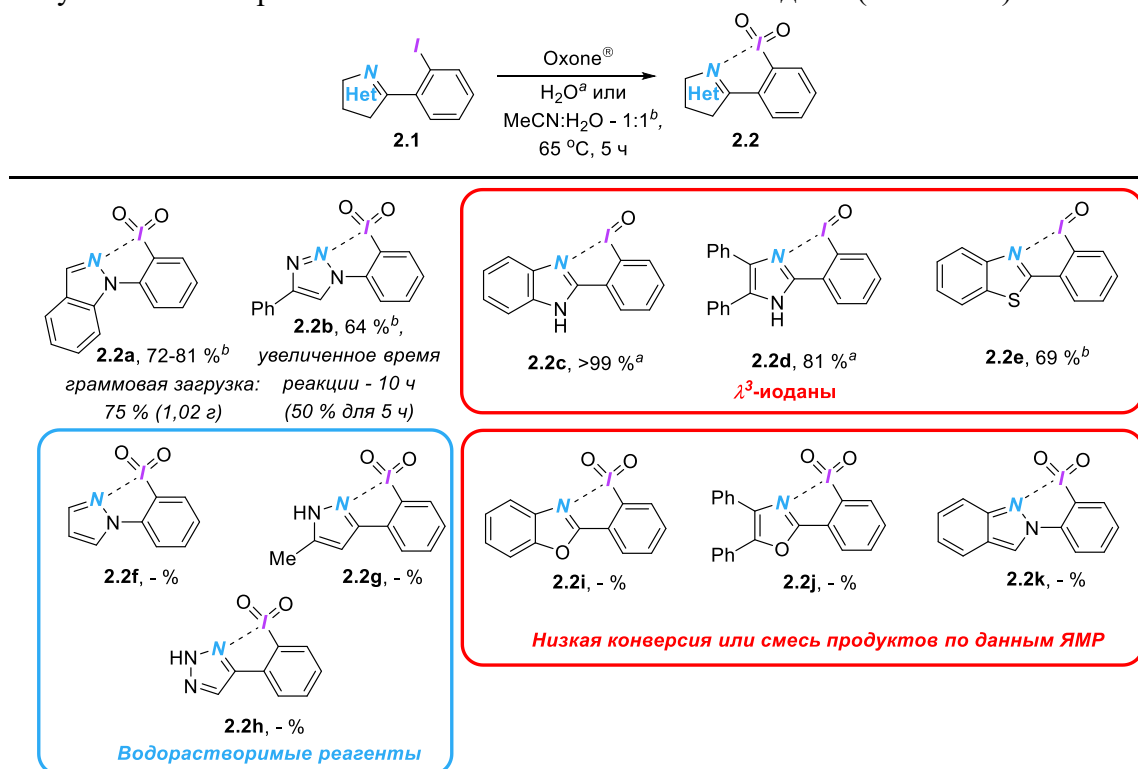 I
N
Het
2.1
Oxone®
H2Oᵃ или
MeCN:H2O - 1:1ᵇ,
65 °C, 5 ч
O O
I
N
Het
2.2
O O
I
N
N
2.2a, 72-81 %ᵇ
граммовая загрузка:
75 % (1,02 г)
O O
I
N
N
N
Ph
2.2b, 64 %ᵇ,
увеличенное время
реакции - 10 ч
(50 % для 5 ч)
O
I
N
N
H
2.2c, >99 %ᵃ
O
I
Ph
N
Ph
N
H
2.2d, 81 %ᵃ
O
I
N
S
2.2e, 69 %ᵇ
λ³-иоданы
O O
I
N
N
2.2f, - %
O O
I
HN
N
Me
2.2g, - %
O O
I
HN
N
N
2.2h, - %
Водорастворимые реагенты
O O
I
N
O
2.2i, - %
O O
I
Ph
N
Ph
O
2.2j, - %
O O
I
N
N
2.2k, - %
Низкая конверсия или смесь продуктов по данным ЯМР